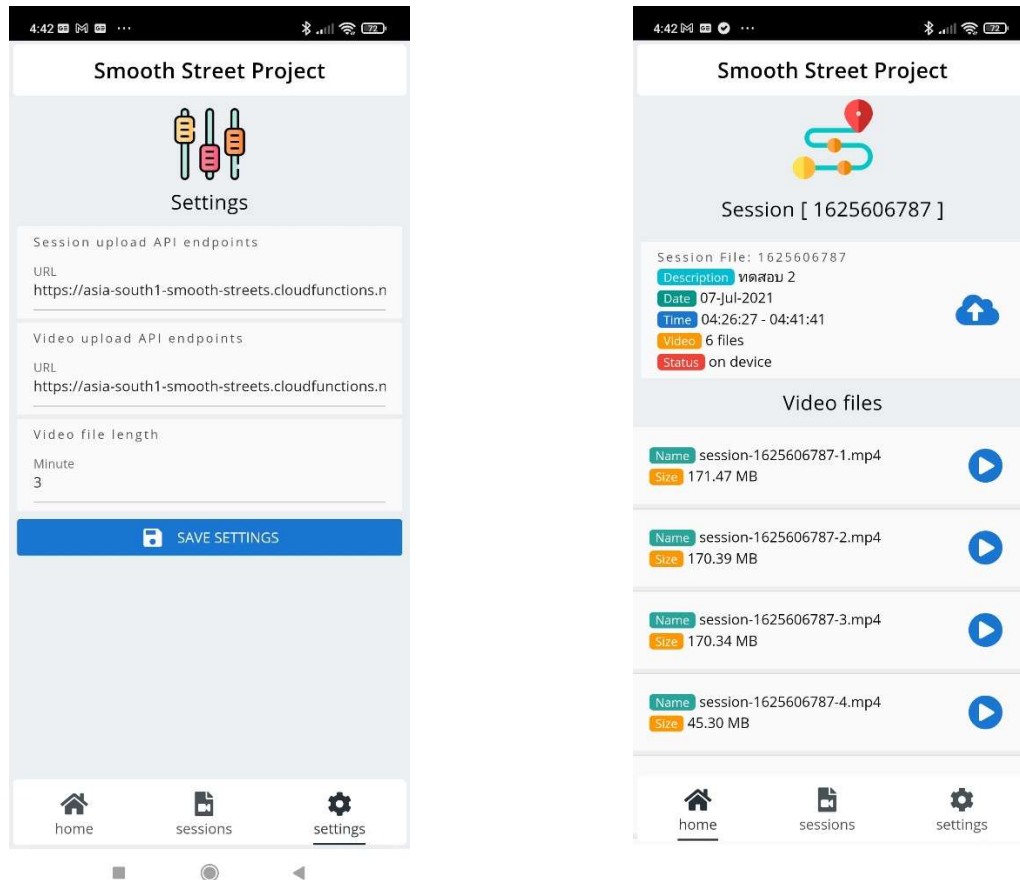 4:42 ...
72
Smooth Street Project
Settings
Session upload API endpoints
URL
https://asia-south1-smooth-streets.cloudfunctions.n
Video upload API endpoints
URL
https://asia-south1-smooth-streets.cloudfunctions.n
Video file length
Minute
3
SAVE SETTINGS
home sessions settings
4:42 ...
72
Smooth Street Project
Session [ 1625606787 ]
Session File: 1625606787
Description ทดสอบ 2
Date 07-Jul-2021
Time 04:26:27 - 04:41:41
Video 6 files
Status on device
Video files
Name session-1625606787-1.mp4
Size 171.47 MB
Name session-1625606787-2.mp4
Size 170.39 MB
Name session-1625606787-3.mp4
Size 170.34 MB
Name session-1625606787-4.mp4
Size 45.30 MB
home sessions settings